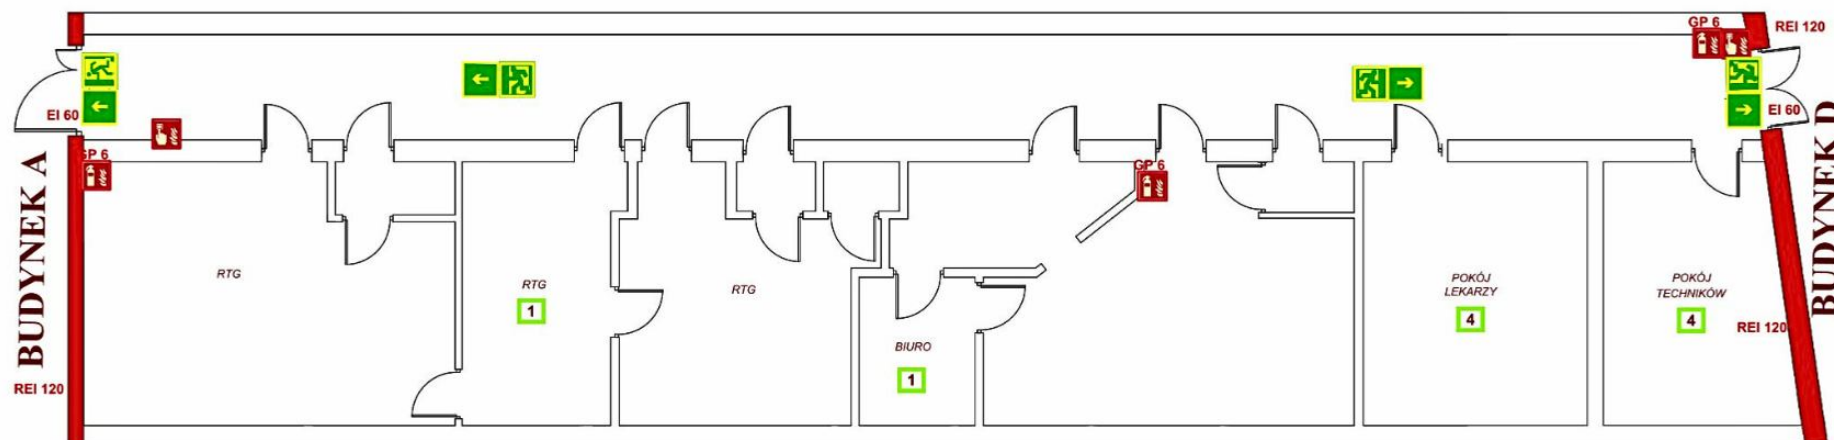 GP 6
REI 120
EI 60
EI 60
GP 6
GP 6
BUDYNEK A
BUDYNEK D
RTG
RTG
1
RTG
BIURO
1
POKÓJ
LEKARZY
4
POKÓJ
TECHNIKÓW
4
REI 120
REI 120